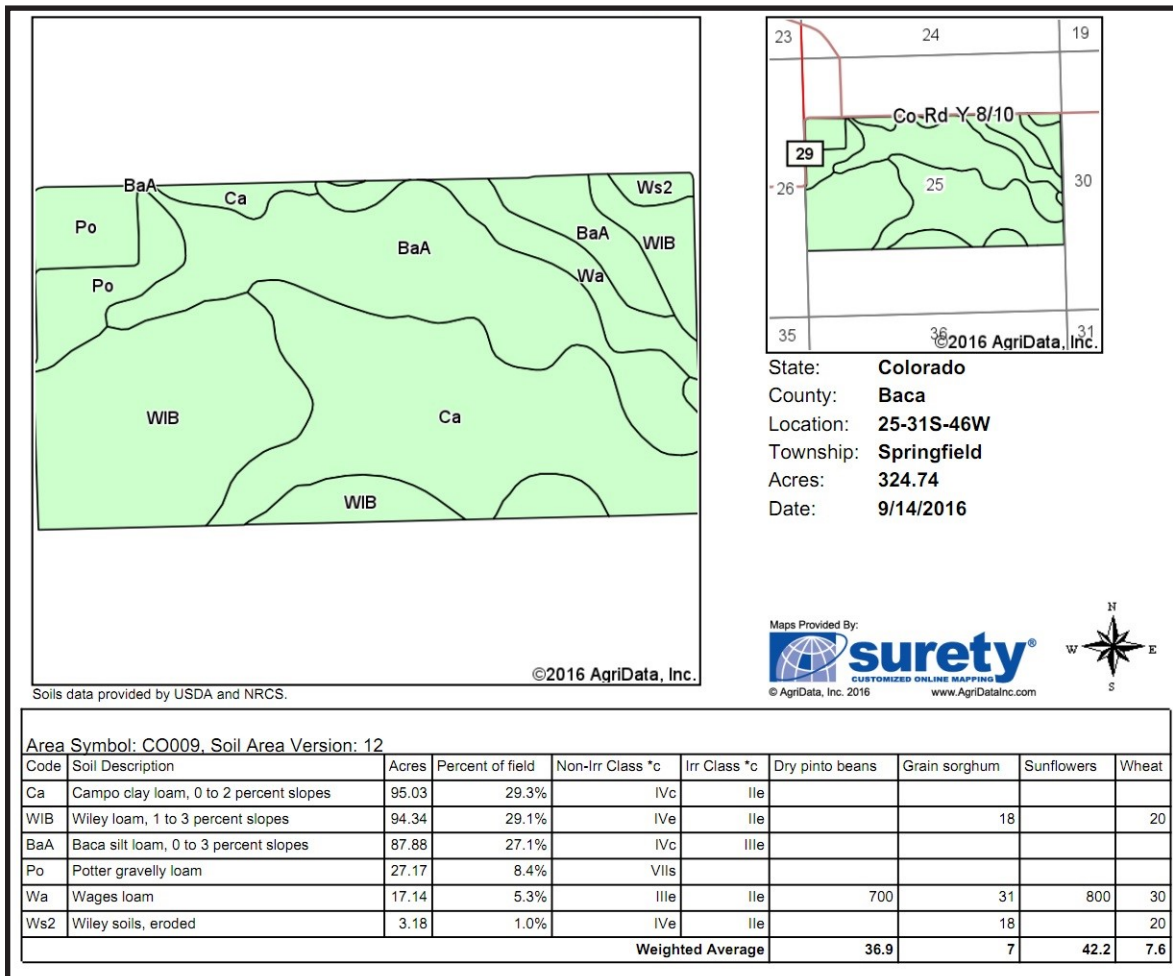 BaA
Ca
Ws2
Po
BaA
BaA
WlB
Po
Wa
WlB
Ca
WlB
©2016 AgriData, Inc.
Soils data provided by USDA and NRCS.
23
24
19
Co Rd Y 8/10
29
26
25
30
35
36
31
©2016 AgriData, Inc.
State: Colorado
County: Baca
Location: 25-31S-46W
Township: Springfield
Acres: 324.74
Date: 9/14/2016
Maps Provided By:
surety®
CUSTOMIZED ONLINE MAPPING
© AgriData, Inc. 2016 www.AgriDataInc.com
N
W E
S
Area Symbol: CO009, Soil Area Version: 12
Code Soil Description Acres Percent of field Non-Irr Class *c Irr Class *c Dry pinto beans Grain sorghum Sunflowers Wheat
Ca Campo clay loam, 0 to 2 percent slopes 95.03 29.3% IVc IIe
WlB Wiley loam, 1 to 3 percent slopes 94.34 29.1% IVe IIe 18 20
BaA Baca silt loam, 0 to 3 percent slopes 87.88 27.1% IVc IIIe
Po Potter gravelly loam 27.17 8.4% VIIs
Wa Wages loam 17.14 5.3% IIIe IIe 700 31 800 30
Ws2 Wiley soils, eroded 3.18 1.0% IVe IIe 18 20
Weighted Average 36.9 7 42.2 7.6